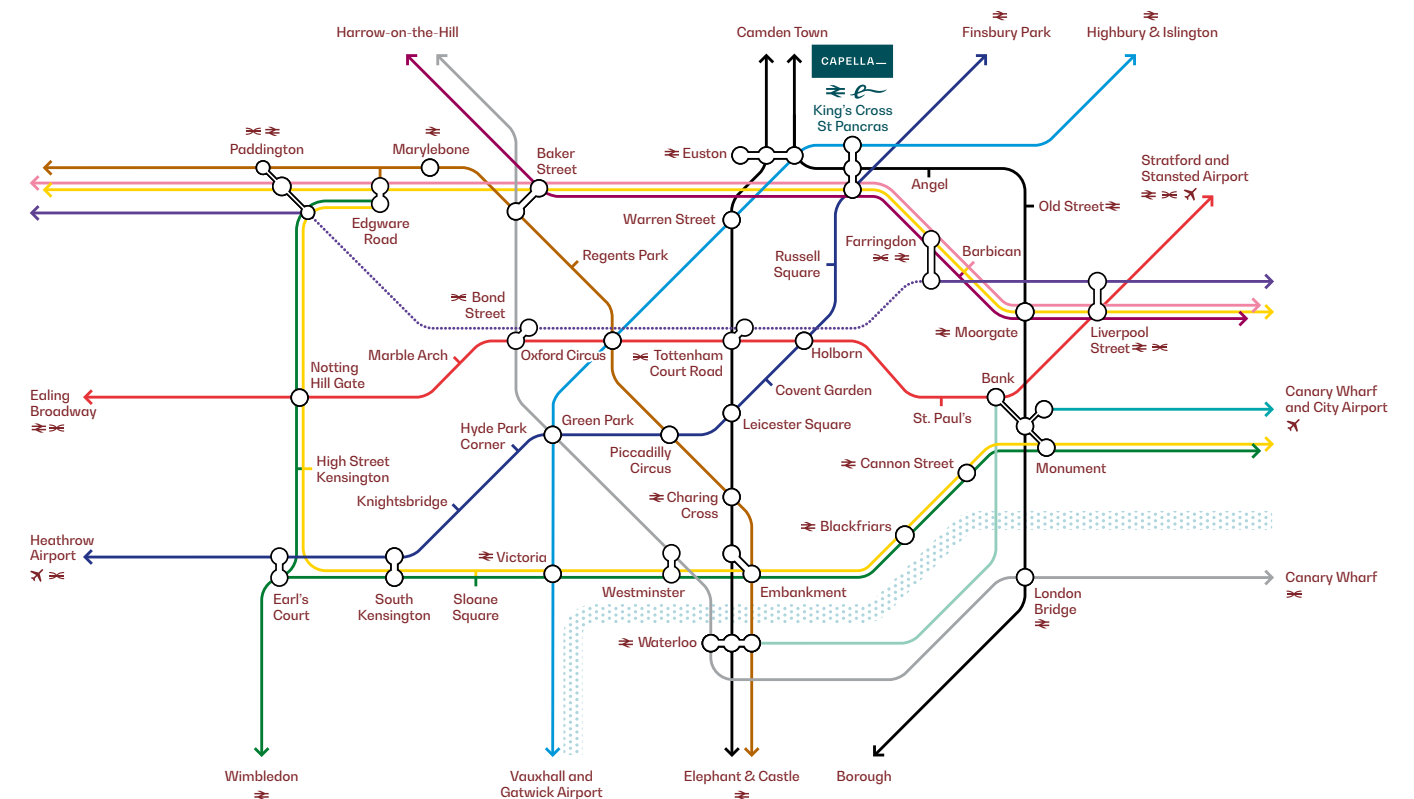 Harrow-on-the-Hill
Camden Town
Finsbury Park
Highbury & Islington
CAPELLA
King's Cross
St Pancras
Paddington
Marylebone
Baker
Street
Euston
Stratford and
Stansted Airport
Angel
Edgware
Road
Old Street
Warren Street
Farringdon
Barbican
Regents Park
Russell
Square
Bond
Street
Moorgate
Liverpool
Street
Marble Arch
Oxford Circus
Tottenham
Court Road
Holborn
Notting
Hill Gate
Bank
Ealing
Broadway
Covent Garden
St. Paul's
Canary Wharf
and City Airport
Hyde Park
Corner
Green Park
Leicester Square
Piccadilly
Circus
High Street
Kensington
Cannon Street
Monument
Knightsbridge
Charing
Cross
Blackfriars
Heathrow
Airport
Victoria
Earl's
Court
South
Kensington
Sloane
Square
Westminster
Embankment
London
Bridge
Canary Wharf
Waterloo
Wimbledon
Vauxhall and
Gatwick Airport
Elephant & Castle
Borough